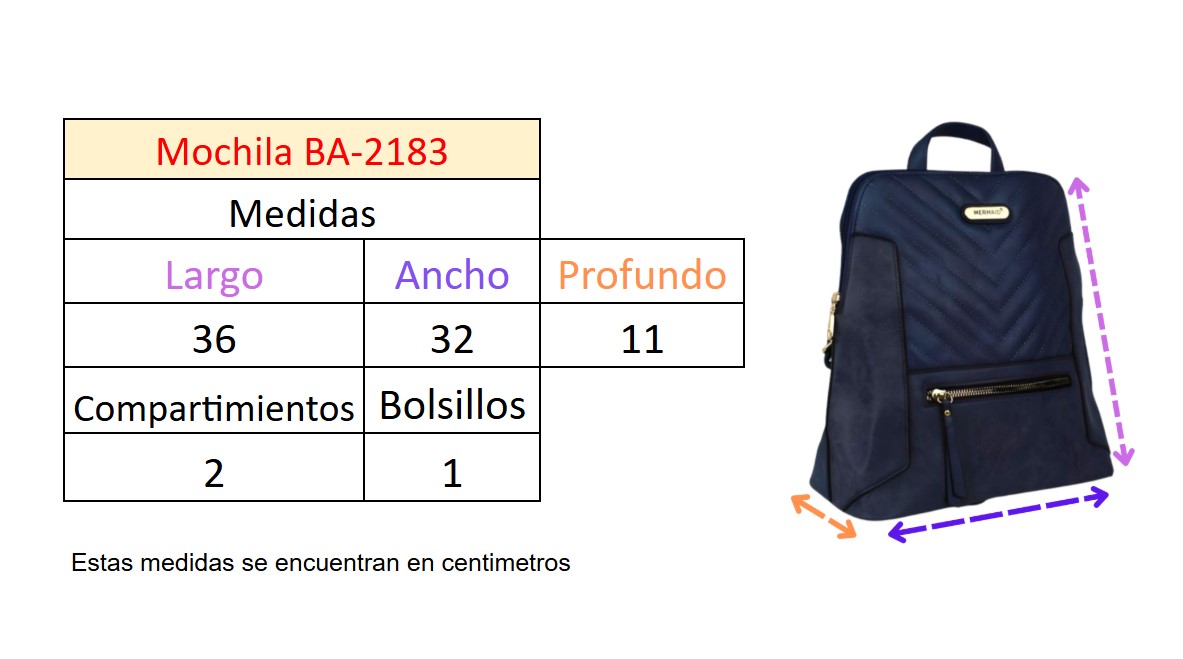 Mochila BA-2183
Medidas
Largo Ancho Profundo
36 32 11
Compartimientos Bolsillos
2 1
Estas medidas se encuentran en centimetros
MERMAID